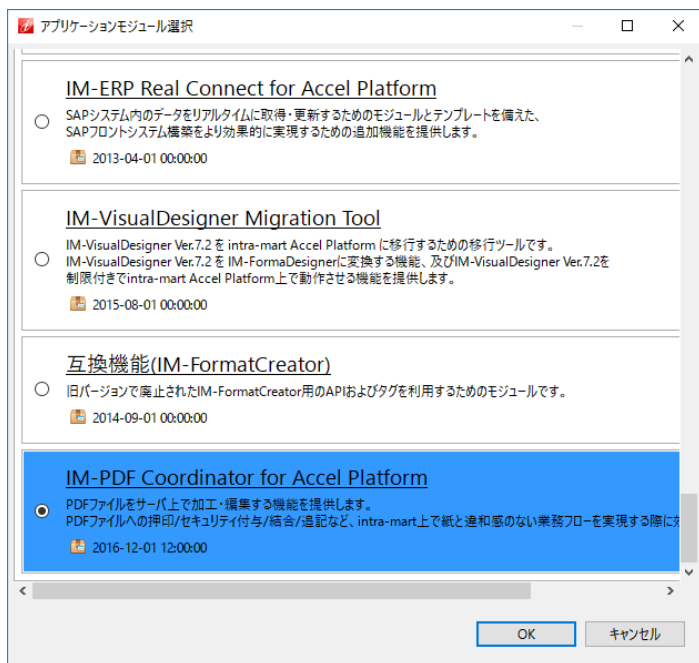 アプリケーションモジュール選択
IM-ERP Real Connect for Accel Platform
SAPシステム内のデータをリアルタイムに取得・更新するためのモジュールとテンプレートを備えた、
SAPフロントシステム構築をより効果的に実現するための追加機能を提供します。
2013-04-01 00:00:00
IM-VisualDesigner Migration Tool
IM-VisualDesigner Ver.7.2 を intra-mart Accel Platform に移行するための移行ツールです。
IM-VisualDesigner Ver.7.2 を IM-FormaDesignerに変換する機能、及びIM-VisualDesigner Ver.7.2を
制限付きでintra-mart Accel Platform上で動作させる機能を提供します。
2015-08-01 00:00:00
互換機能(IM-FormatCreator)
旧バージョンで廃止されたIM-FormatCreator用のAPIおよびタグを利用するためのモジュールです。
2014-09-01 00:00:00
IM-PDF Coordinator for Accel Platform
PDFファイルをサーバ上で加工・編集する機能を提供します。
PDFファイルへの押印/セキュリティ付与/結合/追記など、intra-mart上で紙と違和感のない業務フローを実現する際に
2016-12-01 12:00:00
OK
キャンセル